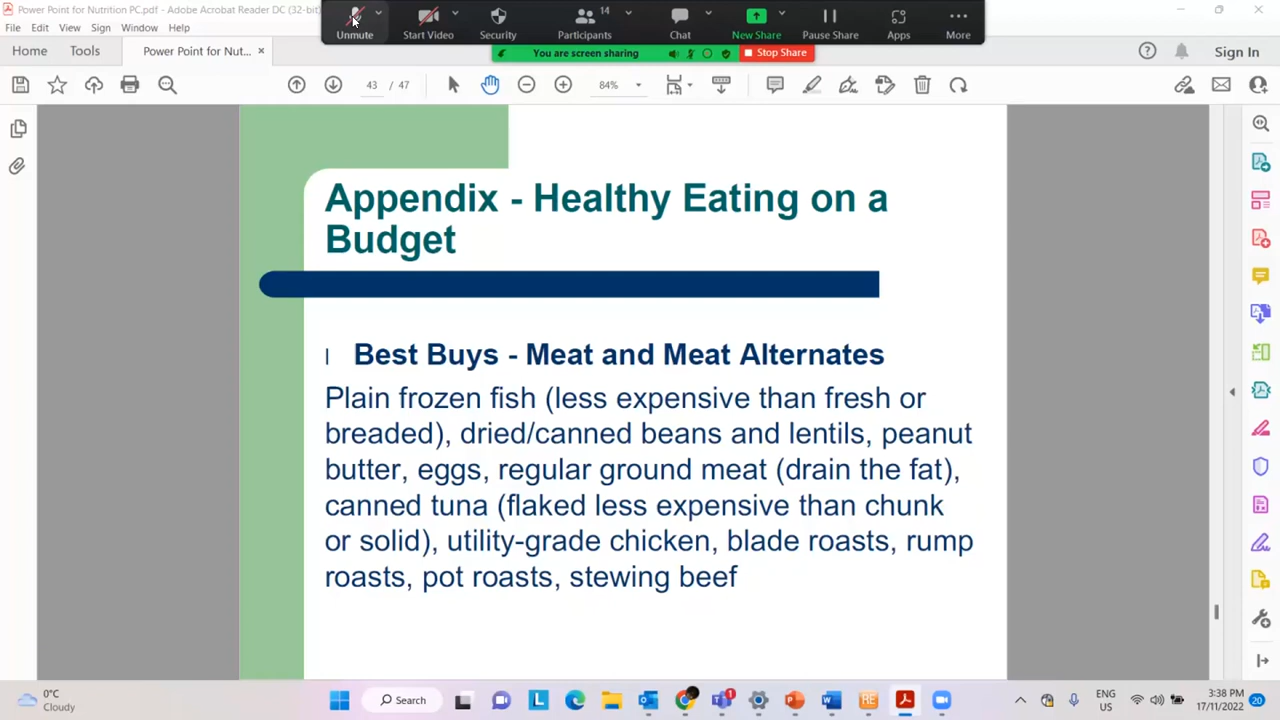 Power Point for Nutrition PC.pdf - Adobe Acrobat Reader DC (32-bit)
File Edit View Sign Window Help
Unmute Start Video Security Participants 14 Chat New Share Pause Share Apps More
You are screen sharing Stop Share
Home Tools Power Point for Nut... × Sign In
43 / 47 84%
Appendix - Healthy Eating on a
Budget
l Best Buys - Meat and Meat Alternates
Plain frozen fish (less expensive than fresh or
breaded), dried/canned beans and lentils, peanut
butter, eggs, regular ground meat (drain the fat),
canned tuna (flaked less expensive than chunk
or solid), utility-grade chicken, blade roasts, rump
roasts, pot roasts, stewing beef
0°C
Cloudy
Search
ENG
US
3:38 PM
17/11/2022
20